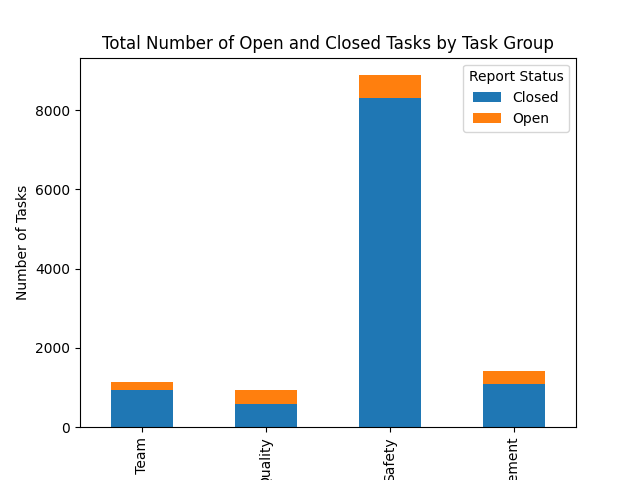 Total Number of Open and Closed Tasks by Task Group
Report Status
Closed
Open
Number of Tasks
8000
6000
4000
2000
0
Team
Safety